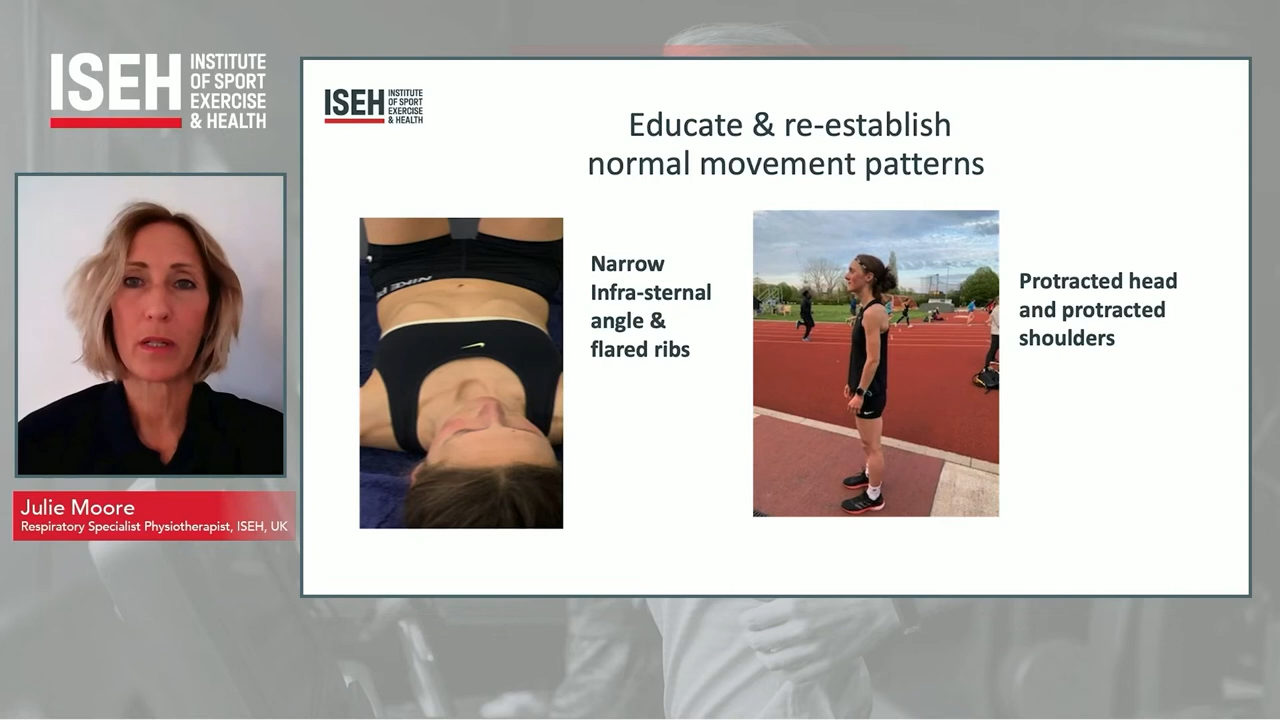 ISEH
INSTITUTE
OF SPORT
EXERCISE
& HEALTH
Julie Moore
Respiratory Specialist Physiotherapist, ISEH, UK
ISEH
INSTITUTE
OF SPORT
EXERCISE
& HEALTH
Educate & re-establish
normal movement patterns
NIKE
Narrow
Infra-sternal
angle &
flared ribs
Protracted head
and protracted
shoulders